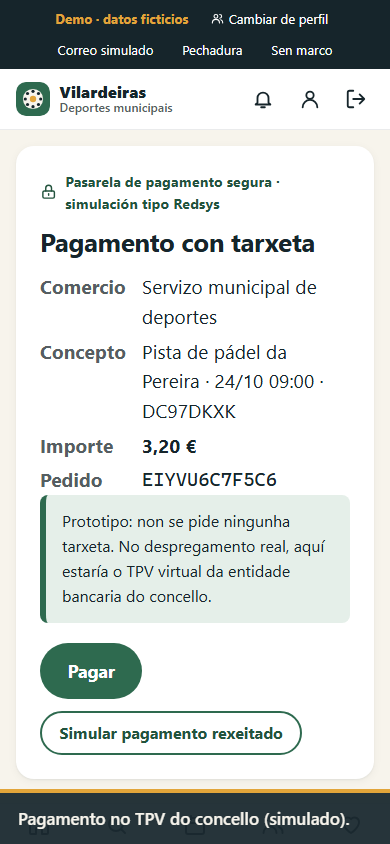 Demo · datos ficticios Cambiar de perfil
Correo simulado Pechadura Sen marco
Vilardeiras
Deportes municipais
Pasarela de pagamento segura ·
simulación tipo Redsys
Pagamento con tarxeta
Comercio Servizo municipal de
deportes
Concepto Pista de pádel da
Pereira · 24/10 09:00 ·
DC97DKXK
Importe 3,20 €
Pedido EIYVU6C7F5C6
Prototipo: non se pide ningunha
tarxeta. No despregamento real, aquí
estaría o TPV virtual da entidade
bancaria do concello.
Pagar
Simular pagamento rexeitado
Pagamento no TPV do concello (simulado).